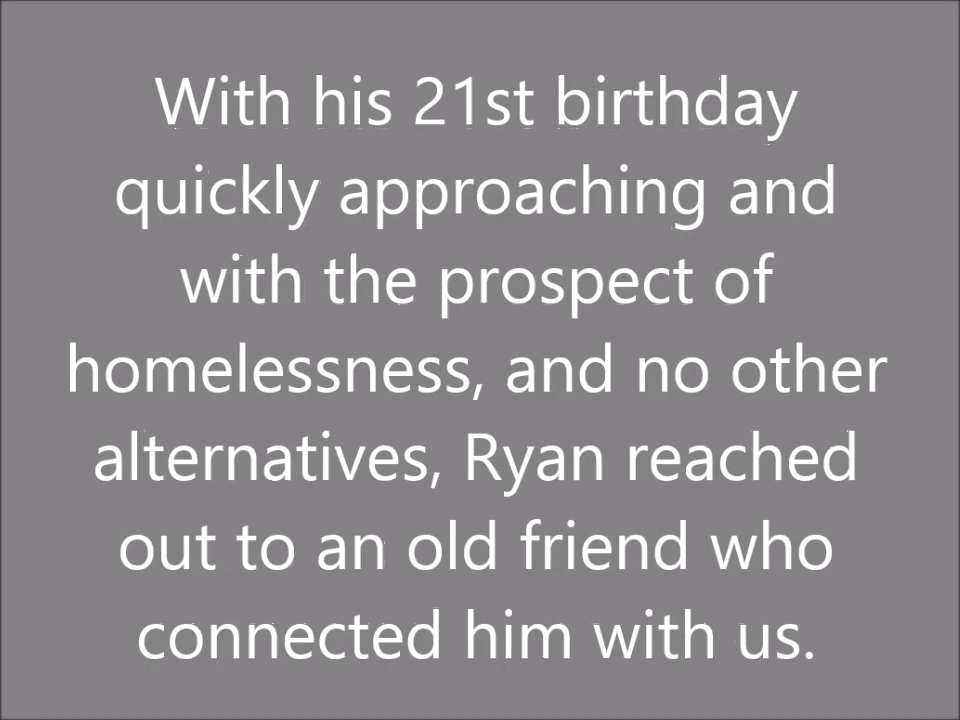 With his 21st birthday
quickly approaching and
with the prospect of
homelessness, and no other
alternatives, Ryan reached
out to an old friend who
connected him with us.